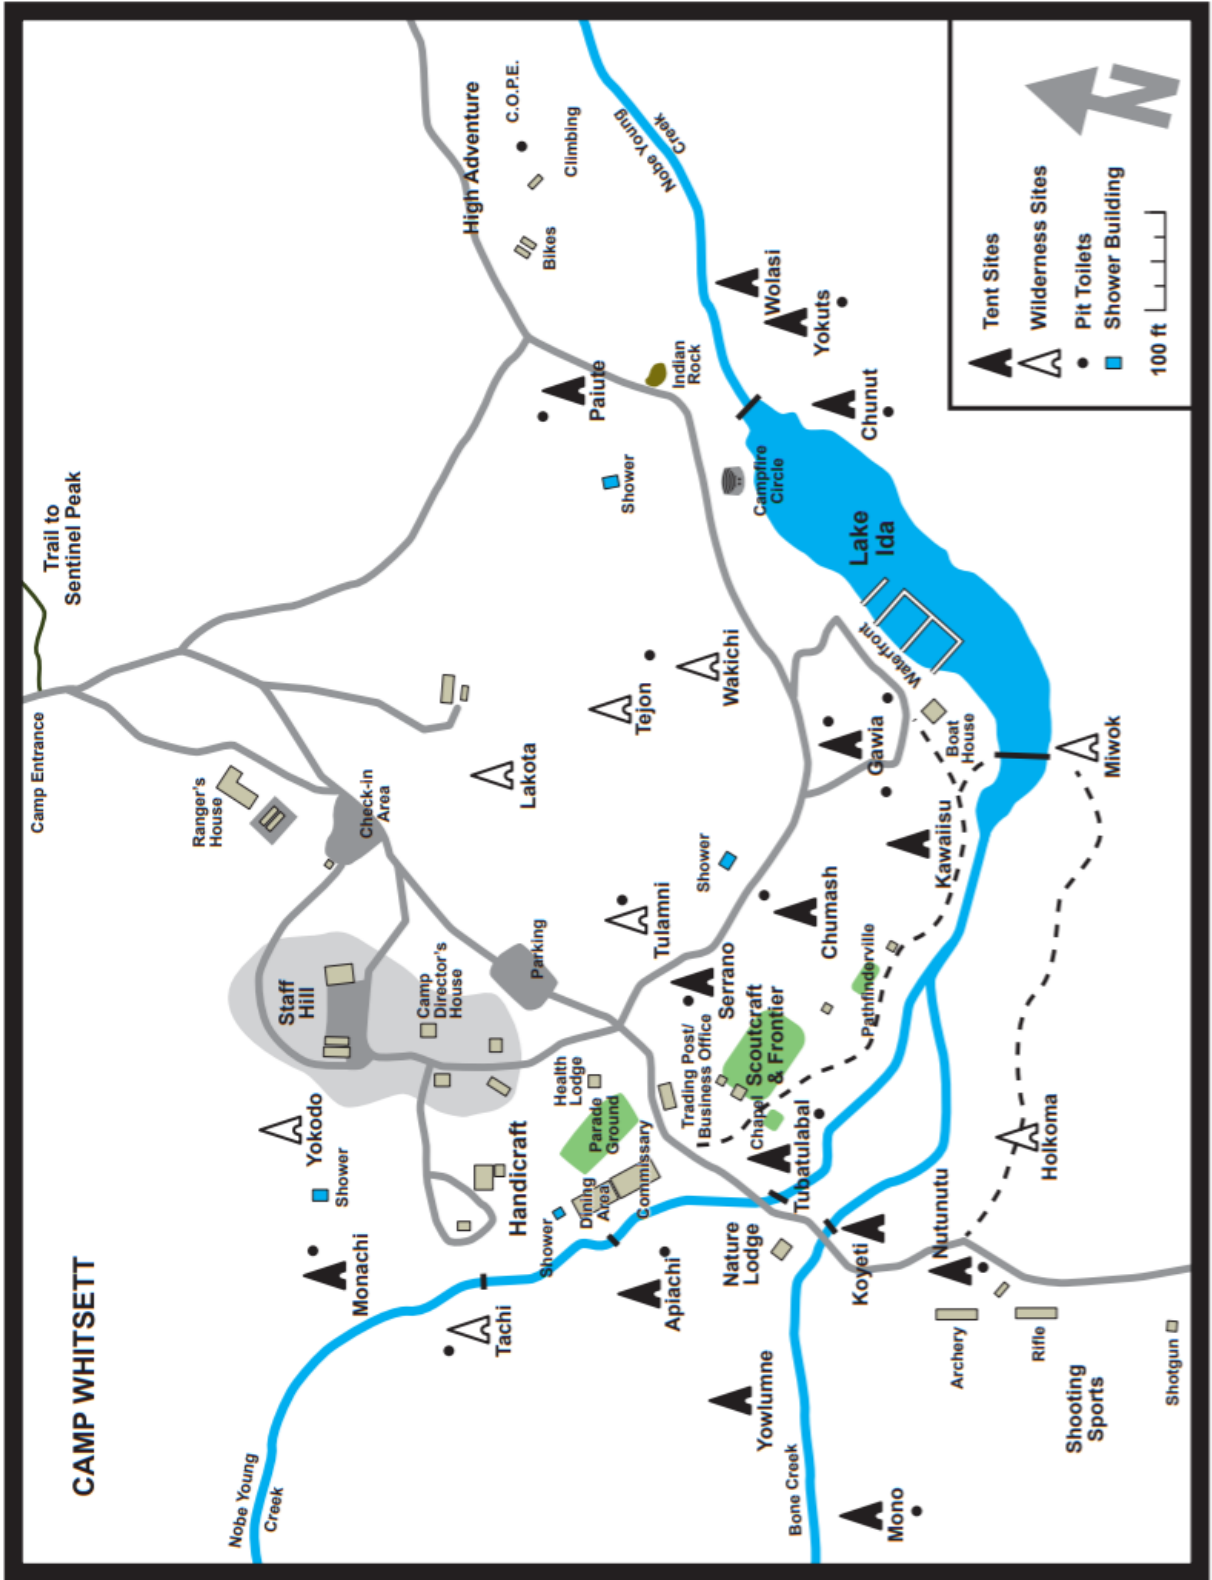 CAMP WHITSETT
Camp Entrance
Trail to
Sentinel Peak
Ranger's
House
Check-in
Area
Staff
Hill
Camp
Director's
House
Parking
Yokodo
Shower
Monachi
Nobe Young
Creek
Tachi
Handicraft
Health
Lodge
Parade
Ground
Dining
Area
Commissary
Shower
Apiachi
Lakota
Tejon
Wakichi
Tulamni
Shower
Serrano
Trading Post/
Business Office
Scoutcraft
& Frontier
Chapel
Tubatulabal
Nature
Lodge
Yowlumne
Bone Creek
Mono
Koyeti
Nutunutu
Archery
Rifle
Shooting
Sports
Shotgun
Holkoma
Pathfinderville
Chumash
Kawaiisu
Gawia
Boat
House
Waterfront
Miwok
Lake
Ida
Campfire
Circle
Shower
Paiute
Indian
Rock
High Adventure
C.O.P.E.
Climbing
Bikes
Nobe Young
Creek
Wolasi
Yokuts
Chunut
N
Tent Sites
Wilderness Sites
Pit Toilets
Shower Building
100 ft